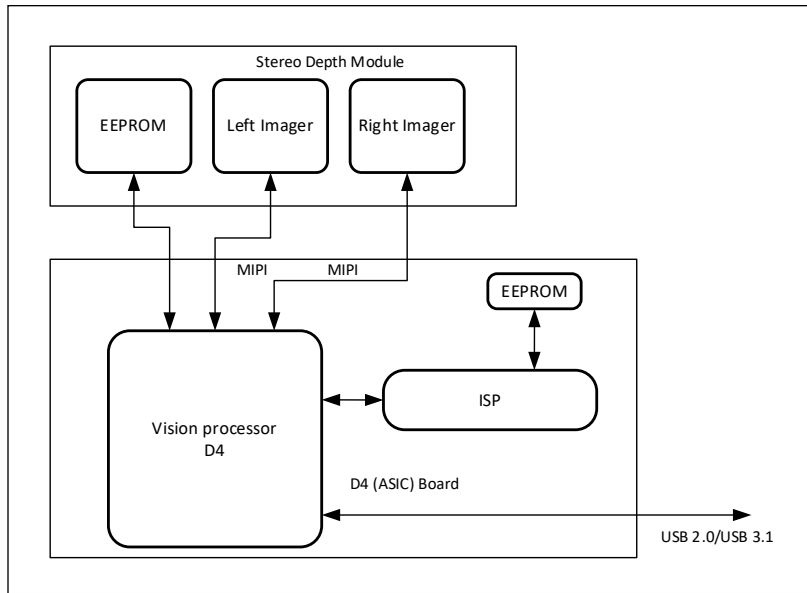 Stereo Depth Module
EEPROM
Left Imager
Right Imager
MIPI
MIPI
EEPROM
ISP
Vision processor
D4
D4 (ASIC) Board
USB 2.0/USB 3.1